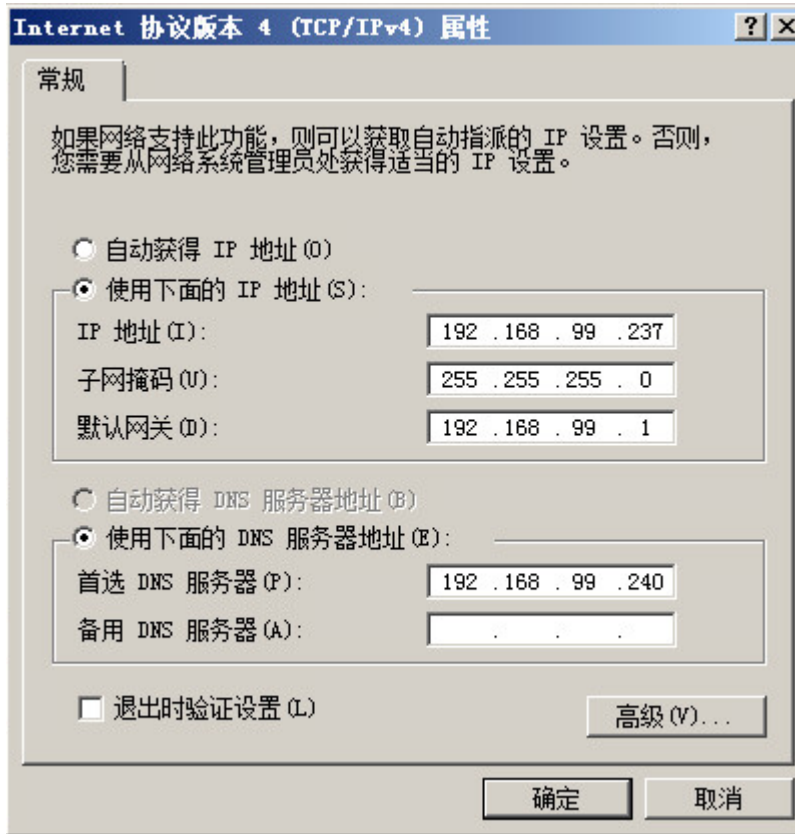 Internet 协议版本 4 (TCP/IPv4) 属性
常规
如果网络支持此功能，则可以获取自动指派的 IP 设置。否则，
您需要从网络系统管理员处获得适当的 IP 设置。
自动获得 IP 地址(O)
使用下面的 IP 地址(S):
IP 地址(I): 192 .168 . 99 .237
子网掩码(U): 255 .255 .255 . 0
默认网关(D): 192 .168 . 99 . 1
自动获得 DNS 服务器地址(B)
使用下面的 DNS 服务器地址(E):
首选 DNS 服务器(P): 192 .168 . 99 .240
备用 DNS 服务器(A): . . .
退出时验证设置(L)
高级(V)...
确定 取消